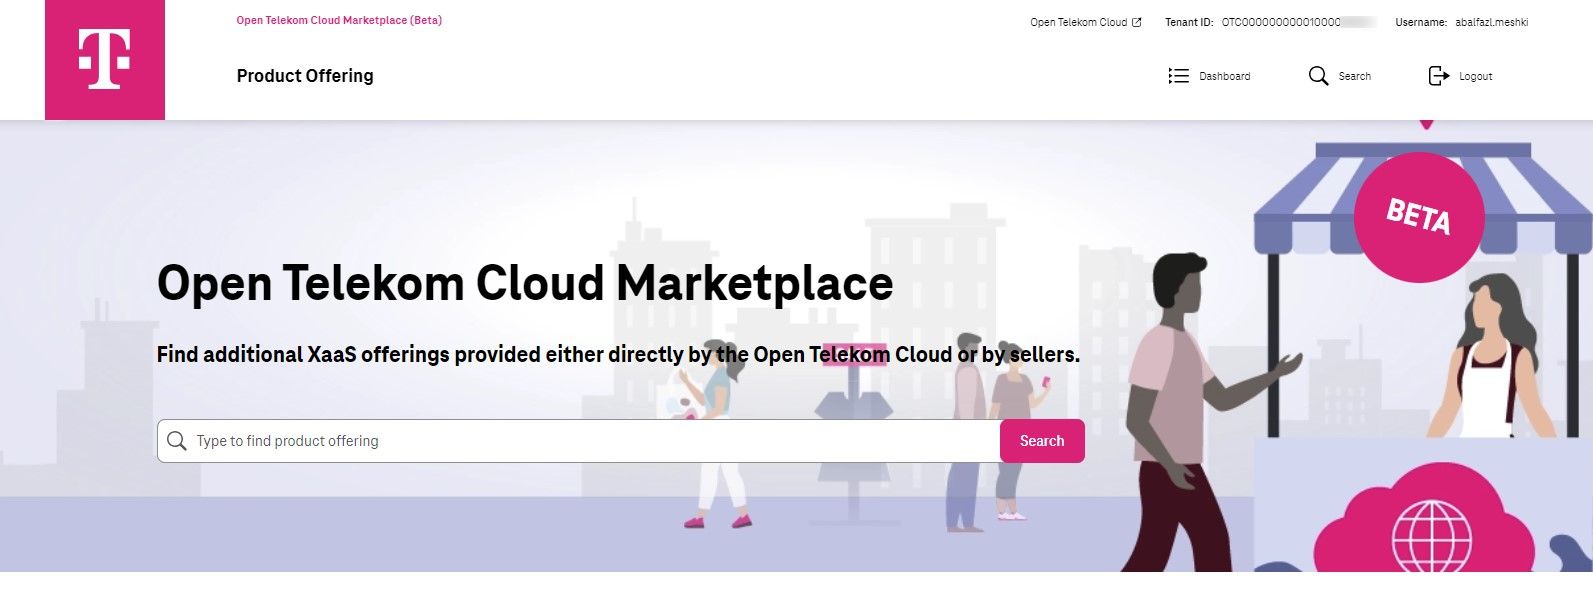 Open Telekom Cloud Marketplace (Beta)
Open Telekom Cloud Tenant ID: OTC000000000010000 Username: abalfazl.meshki
Product Offering
Dashboard Search Logout
BETA
Open Telekom Cloud Marketplace
Find additional XaaS offerings provided either directly by the Open Telekom Cloud or by sellers.
Type to find product offering Search